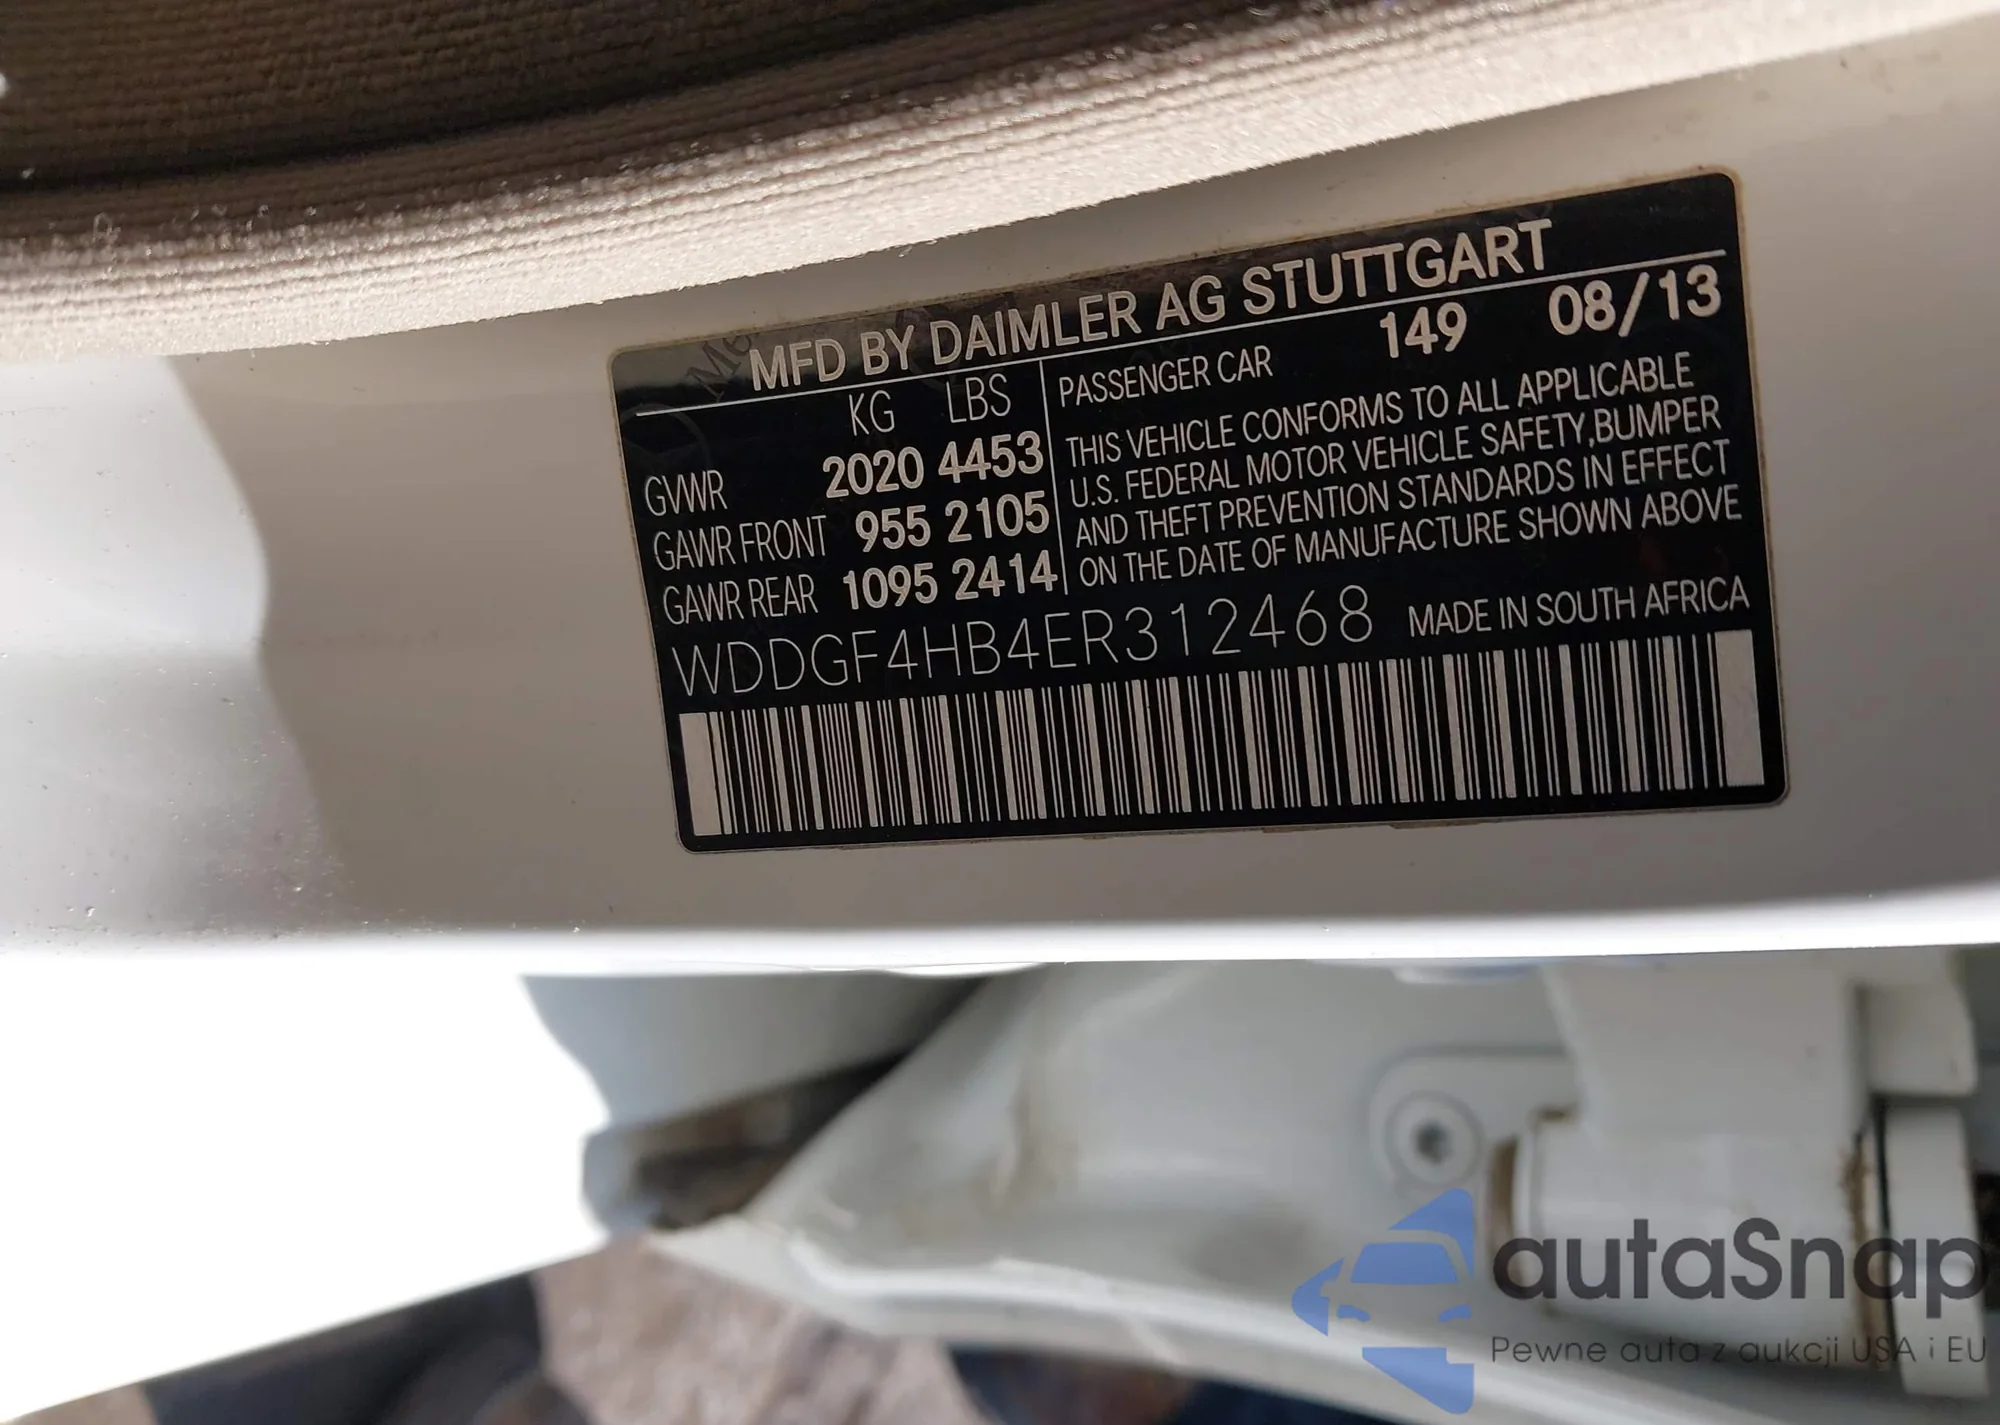 MFD BY DAIMLER AG STUTTGART
KG LBS
GVWR 2020 4453
GAWR FRONT 955 2105
GAWR REAR 1095 2414
PASSENGER CAR 149 08/13
THIS VEHICLE CONFORMS TO ALL APPLICABLE
U.S. FEDERAL MOTOR VEHICLE SAFETY,BUMPER
AND THEFT PREVENTION STANDARDS IN EFFECT
ON THE DATE OF MANUFACTURE SHOWN ABOVE
WDDGF4HB4ER312468 MADE IN SOUTH AFRICA
autaSnap
Pewne auta z aukcji USA i EU